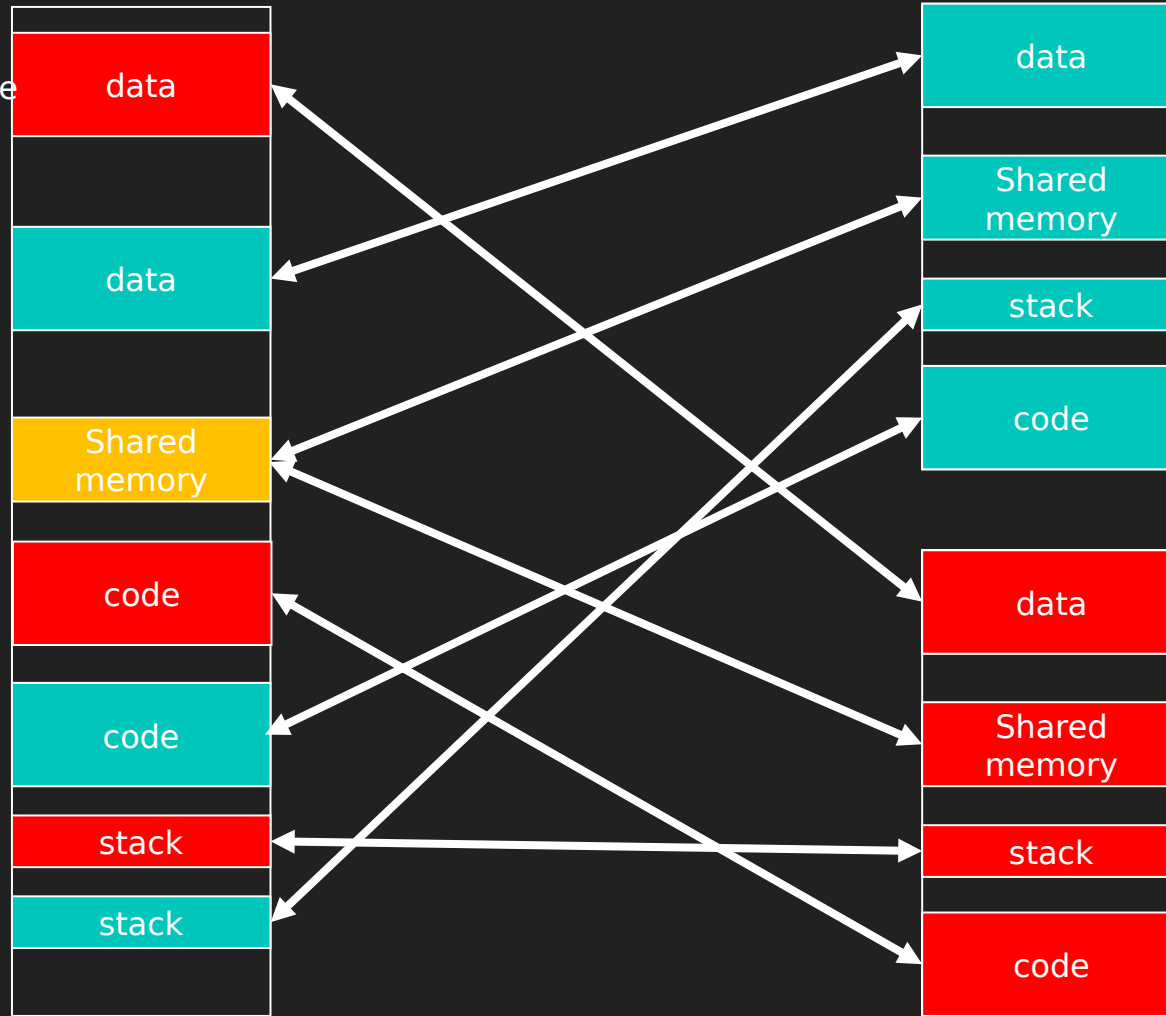 e
data
data
Shared
memory
code
code
stack
stack
data
Shared
memory
stack
code
data
Shared
memory
stack
code